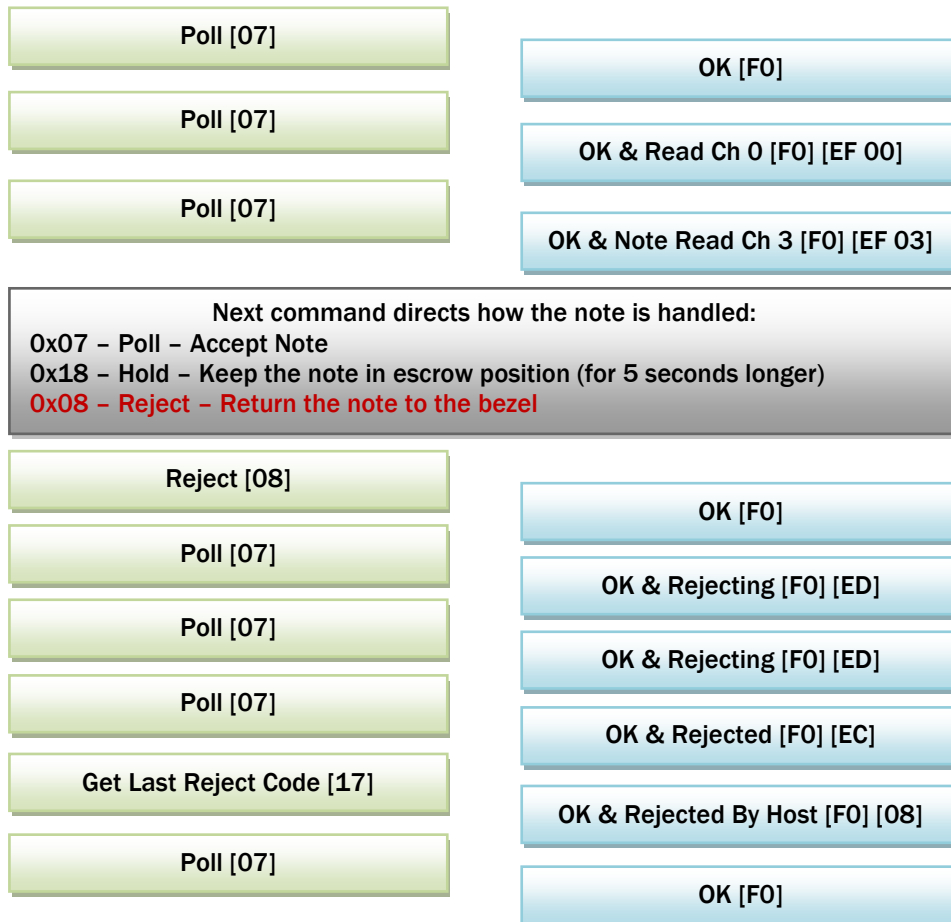 Poll [07]
OK [F0]
Poll [07]
OK & Read Ch 0 [F0] [EF 00]
Poll [07]
OK & Note Read Ch 3 [F0] [EF 03]
Next command directs how the note is handled:
0x07 – Poll – Accept Note
0x18 – Hold – Keep the note in escrow position (for 5 seconds longer)
0x08 – Reject – Return the note to the bezel
Reject [08]
OK [F0]
Poll [07]
OK & Rejecting [F0] [ED]
Poll [07]
OK & Rejecting [F0] [ED]
Poll [07]
OK & Rejected [F0] [EC]
Get Last Reject Code [17]
OK & Rejected By Host [F0] [08]
Poll [07]
OK [F0]